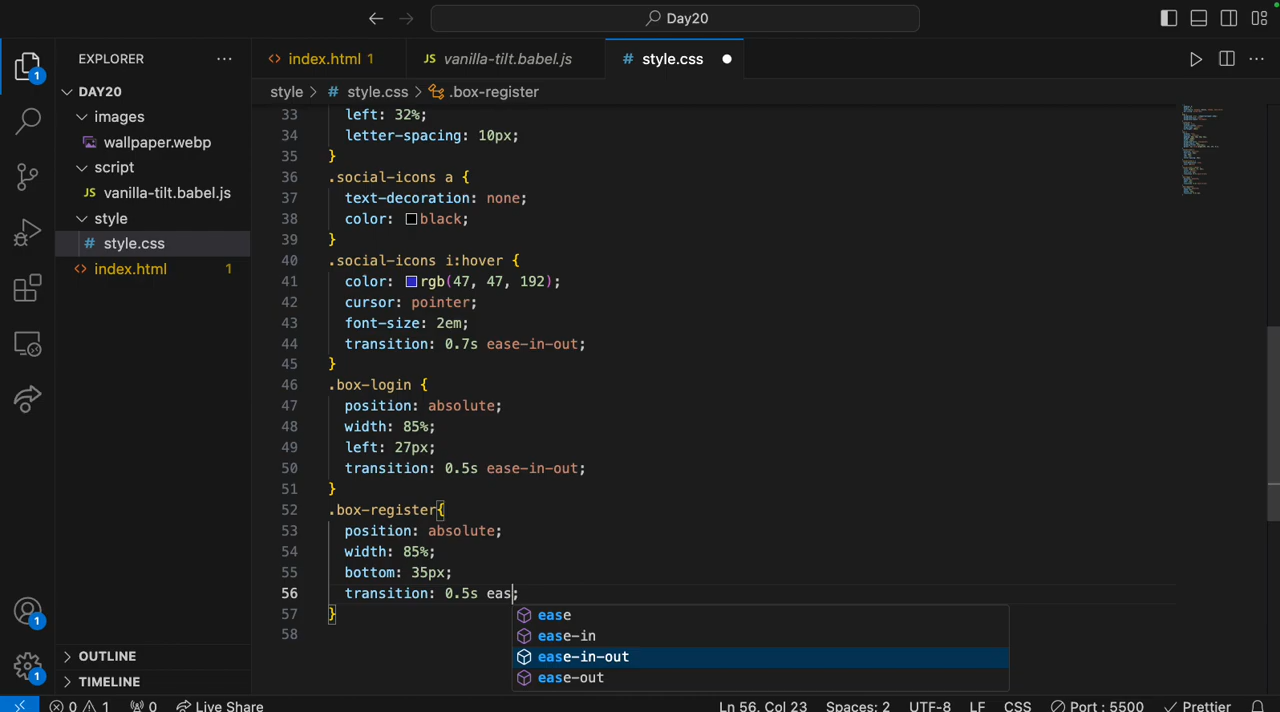 Day20
EXPLORER
index.html 1
vanilla-tilt.babel.js
style.css
DAY20
images
wallpaper.webp
script
JS vanilla-tilt.babel.js
style
# style.css
<> index.html 1
OUTLINE
TIMELINE
1
1
1
style > # style.css > .box-register
33 left: 32%;
34 letter-spacing: 10px;
35 }
36 .social-icons a {
37 text-decoration: none;
38 color: black;
39 }
40 .social-icons i:hover {
41 color: rgb(47, 47, 192);
42 cursor: pointer;
43 font-size: 2em;
44 transition: 0.7s ease-in-out;
45 }
46 .box-login {
47 position: absolute;
48 width: 85%;
49 left: 27px;
50 transition: 0.5s ease-in-out;
51 }
52 .box-register{
53 position: absolute;
54 width: 85%;
55 bottom: 35px;
56 transition: 0.5s eas;
57 }
58
ease
ease-in
ease-in-out
ease-out
0 1 0 Live Share Ln 56, Col 23 Spaces: 2 UTF-8 LF CSS Port : 5500 Prettier